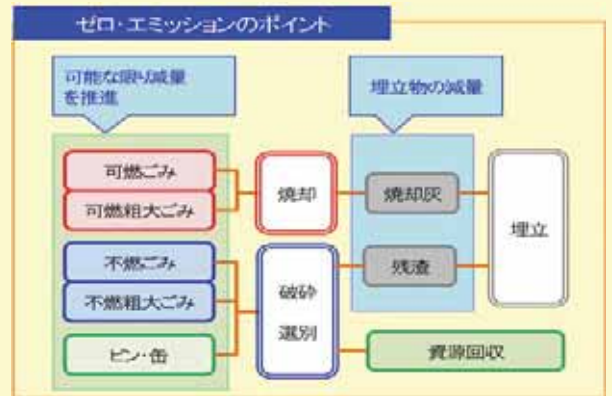 ゼロ・エミッションのポイント
可能な限り減量
を推進
埋立物の減量
可燃ごみ
可燃粗大ごみ
焼却
焼却灰
埋立
不燃ごみ
不燃粗大ごみ
破砕
選別
残渣
ビン・缶
資源回収